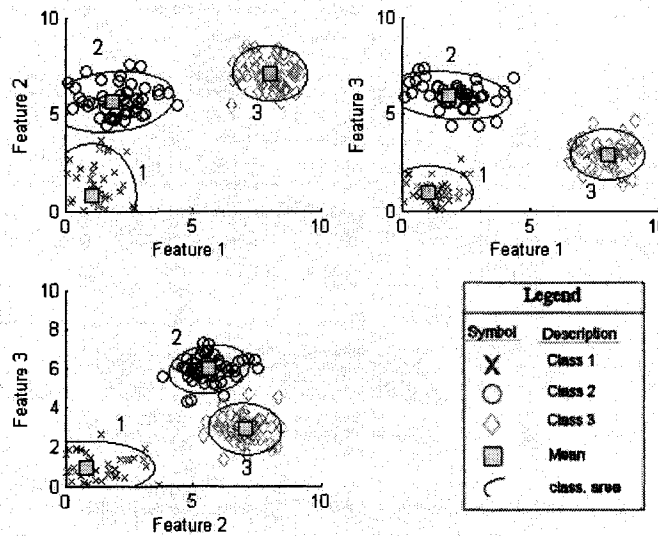 10
5
0
Feature 2
2
3
1
0
5
10
Feature 1
10
5
0
Feature 3
2
3
1
0
5
10
Feature 1
10
8
6
4
2
0
Feature 3
2
1
3
0
5
10
Feature 2
Legend
Symbol Description
Class 1
Class 2
Class 3
Mean
class. area